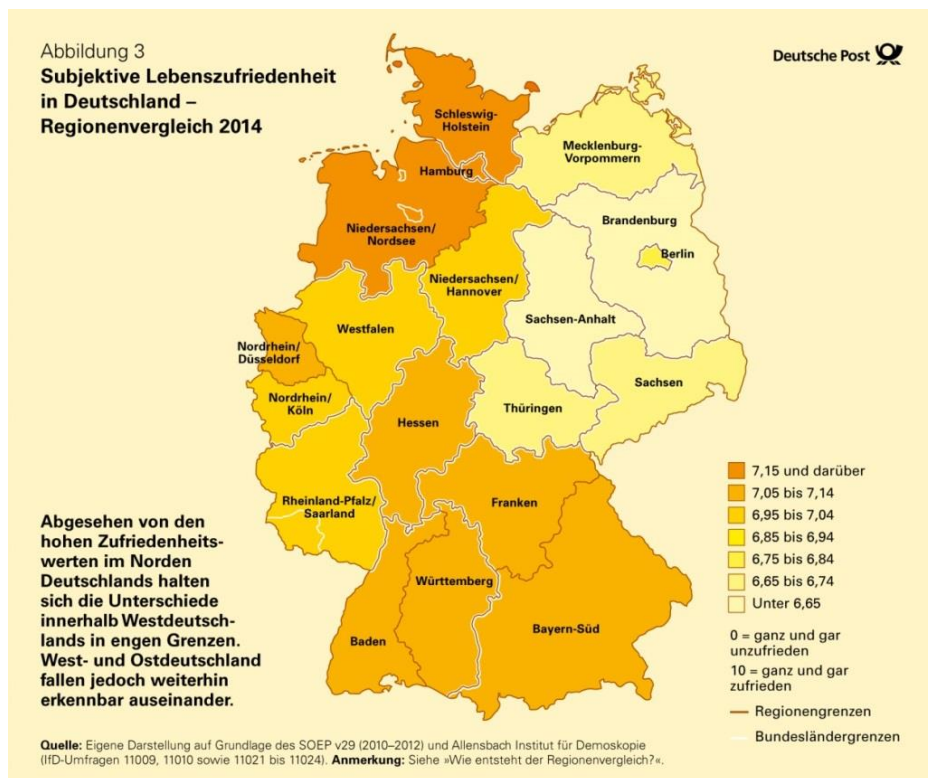 Abbildung 3
Subjektive Lebenszufriedenheit
in Deutschland –
Regionenvergleich 2014
Deutsche Post
Schleswig-
Holstein
Mecklenburg-
Vorpommern
Hamburg
Niedersachsen/
Nordsee
Brandenburg
Berlin
Niedersachsen/
Hannover
Sachsen-Anhalt
Westfalen
Nordrhein/
Düsseldorf
Nordrhein/
Köln
Sachsen
Thüringen
Hessen
Rheinland-Pfalz/
Saarland
Franken
Württemberg
Baden
Bayern-Süd
7,15 und darüber
7,05 bis 7,14
6,95 bis 7,04
6,85 bis 6,94
6,75 bis 6,84
6,65 bis 6,74
Unter 6,65
0 = ganz und gar
unzufrieden
10 = ganz und gar
zufrieden
Regionengrenzen
Bundesländergrenzen
Abgesehen von den
hohen Zufriedenheits-
werten im Norden
Deutschlands halten
sich die Unterschiede
innerhalb Westdeutsch-
lands in engen Grenzen.
West- und Ostdeutschland
fallen jedoch weiterhin
erkennbar auseinander.
Quelle: Eigene Darstellung auf Grundlage des SOEP v29 (2010–2012) und Allensbach Institut für Demoskopie
(IfD-Umfragen 11009, 11010 sowie 11021 bis 11024). Anmerkung: Siehe »Wie entsteht der Regionenvergleich?«.